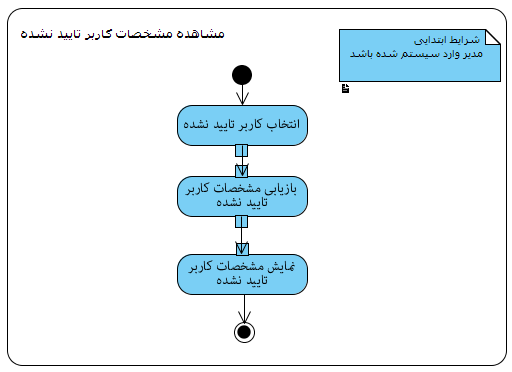 مشاهده مشخصات کاربر تایید نشده
شرایط ابتدایی
مدیر وارد سیستم شده باشد
انتخاب کاربر تایید نشده
بازیابی مشخصات کاربر
تایید نشده
نمایش مشخصات کاربر
تایید نشده